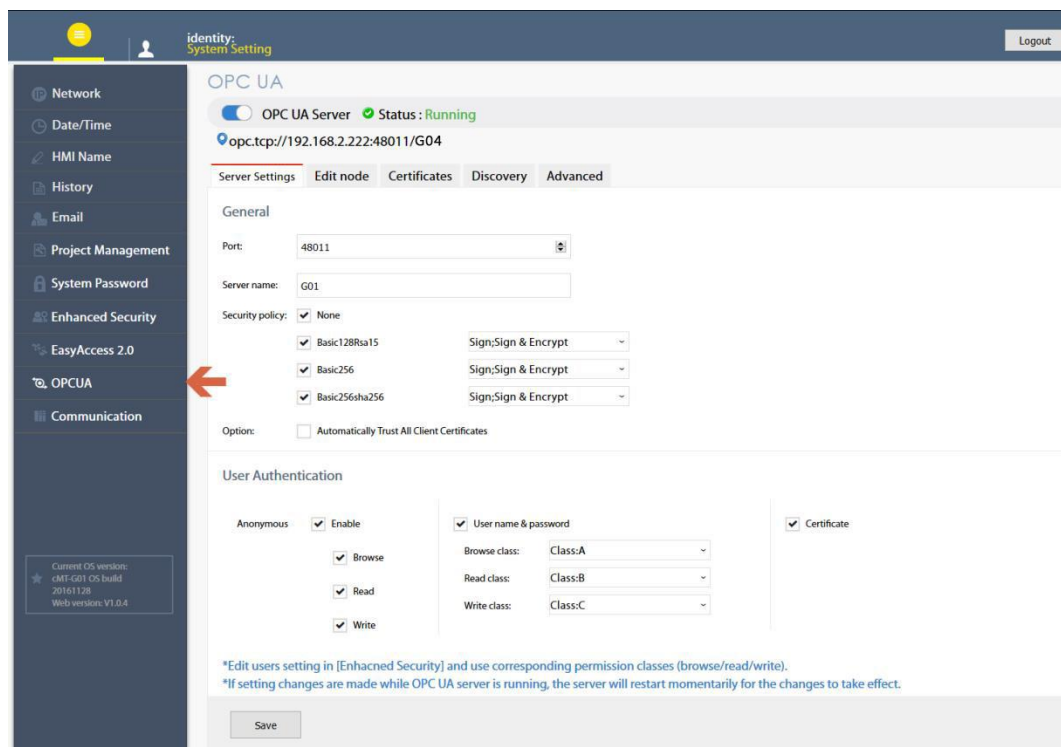 identity:
System Setting
Logout
Network
Date/Time
HMI Name
History
Email
Project Management
System Password
Enhanced Security
EasyAccess 2.0
OPCUA
Communication
Current OS version:
cMT-G01 OS build
20161128
Web version: V1.0.4
OPC UA
OPC UA Server Status : Running
opc.tcp://192.168.2.222:48011/G04
Server Settings Edit node Certificates Discovery Advanced
General
Port: 48011
Server name: G01
Security policy: None
Basic128Rsa15 Sign;Sign & Encrypt
Basic256 Sign;Sign & Encrypt
Basic256sha256 Sign;Sign & Encrypt
Option: Automatically Trust All Client Certificates
User Authentication
Anonymous Enable User name & password Certificate
Browse Browse class: Class:A
Read Read class: Class:B
Write Write class: Class:C
*Edit users setting in [Enhacned Security] and use corresponding permission classes (browse/read/write).
*If setting changes are made while OPC UA server is running, the server will restart momentarily for the changes to take effect.
Save